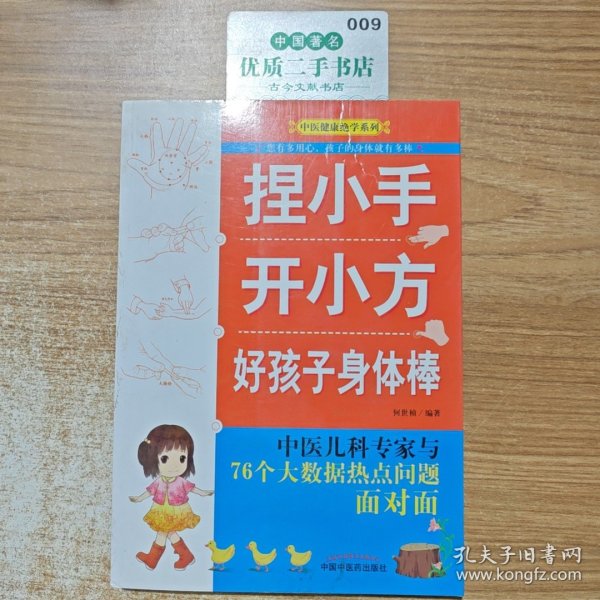 009
中国著名
优质二手书店
古今文献书店
中医健康绝学系列
您有多用心，孩子的身体就有多棒
捏小手
开小方
好孩子身体棒
何世桢／编著
中医儿科专家与
76个大数据热点问题
面对面
中国中医药出版社
孔夫子旧书网
www.kongfz.com